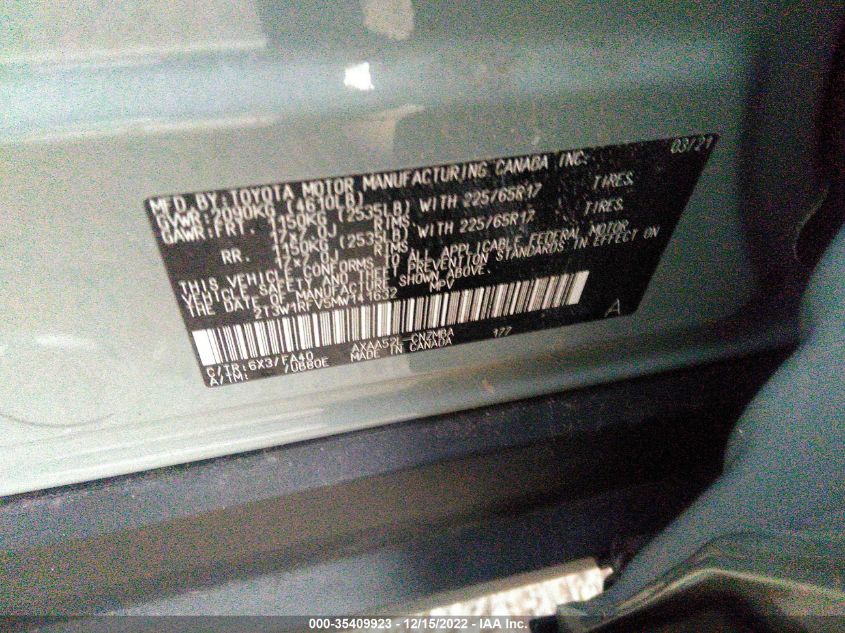 MFD. BY: TOYOTA MOTOR MANUFACTURING CANADA INC. 03/21
GVWR: 2090KG (4610LB)
GAWR: FRT. 1150KG (2535LB) WITH 225/65R17 TIRES,
17X7.0J RIMS
RR. 1150KG (2535LB) WITH 225/65R17 TIRES,
17X7.0J RIMS
THIS VEHICLE CONFORMS TO ALL APPLICABLE FEDERAL MOTOR
VEHICLE SAFETY AND THEFT PREVENTION STANDARDS IN EFFECT ON
THE DATE OF MANUFACTURE SHOWN ABOVE.
2T3W1RFV5MW141632 MPV
A
C/TR: 6X3/FA40 AXAA52L-CNZMBA 177
A/TM: /UB80E MADE IN CANADA
000-35409923 - 12/15/2022 - IAA Inc.